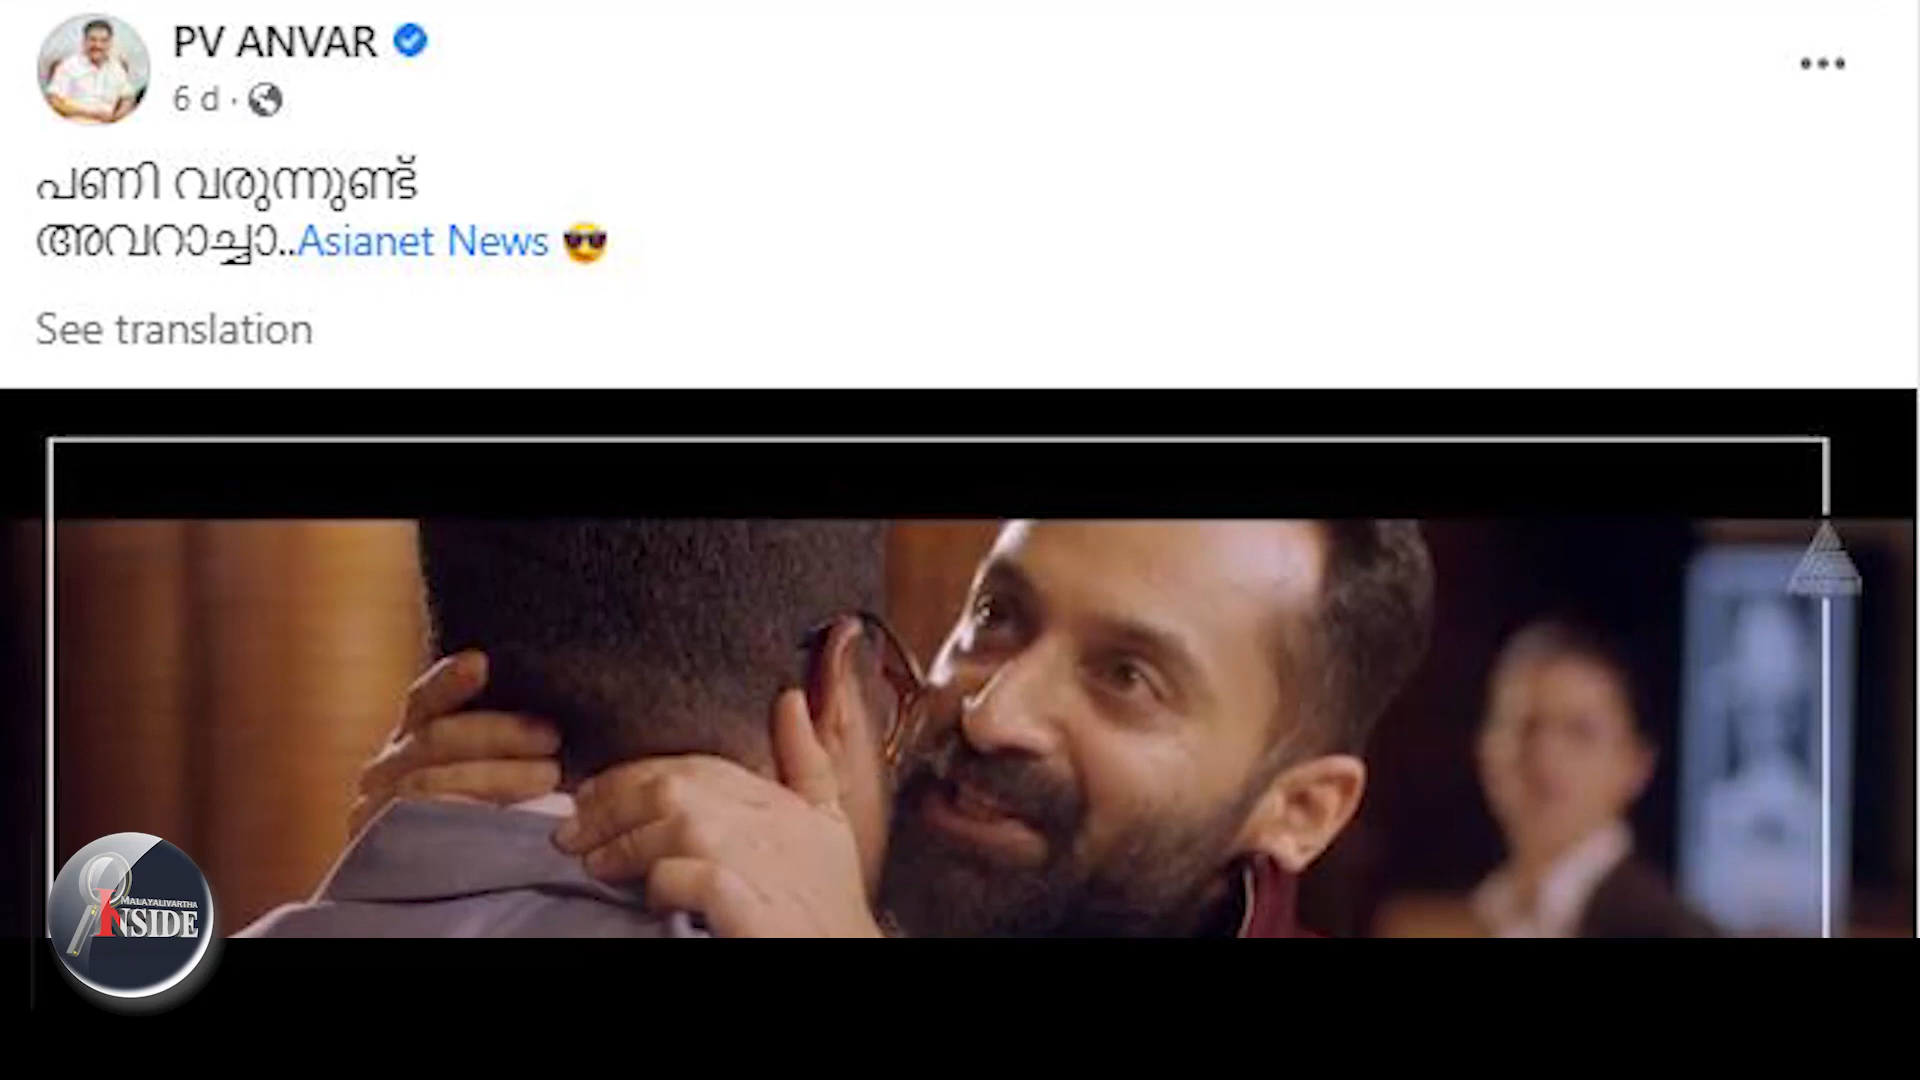 PV ANVAR
6 d ·
പണി വരുന്നുണ്ട്
അവറാച്ചാ..Asianet News 😎
See translation
MALAYALIVARTHA
INSIDE